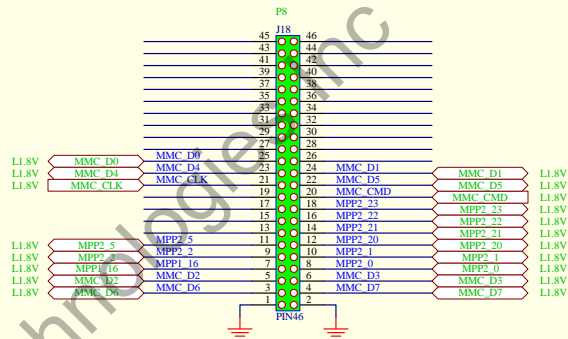 P8
J18
45 46
43 44
41 42
39 40
37 38
35 36
33 34
31 32
29 30
27 28
L1.8V MMC_D0 MMC_D0 25 26
L1.8V MMC_D4 MMC_D4 23 24 MMC_D1 MMC_D1 L1.8V
L1.8V MMC_CLK MMC_CLK 21 22 MMC_D5 MMC_D5 L1.8V
19 20 MMC_CMD MMC_CMD L1.8V
17 18 MPP2_23 MPP2_23 L1.8V
15 16 MPP2_22 MPP2_22 L1.8V
13 14 MPP2_21 MPP2_21 L1.8V
L1.8V MPP2_5 MPP2_5 11 12 MPP2_20 MPP2_20 L1.8V
L1.8V MPP2_2 MPP2_2 9 10 MPP2_1 MPP2_1 L1.8V
L1.8V MPP1_16 MPP1_16 7 8 MPP2_0 MPP2_0 L1.8V
L1.8V MMC_D2 MMC_D2 5 6 MMC_D3 MMC_D3 L1.8V
L1.8V MMC_D6 MMC_D6 3 4 MMC_D7 MMC_D7 L1.8V
1 2
PIN46
hnologies Inc